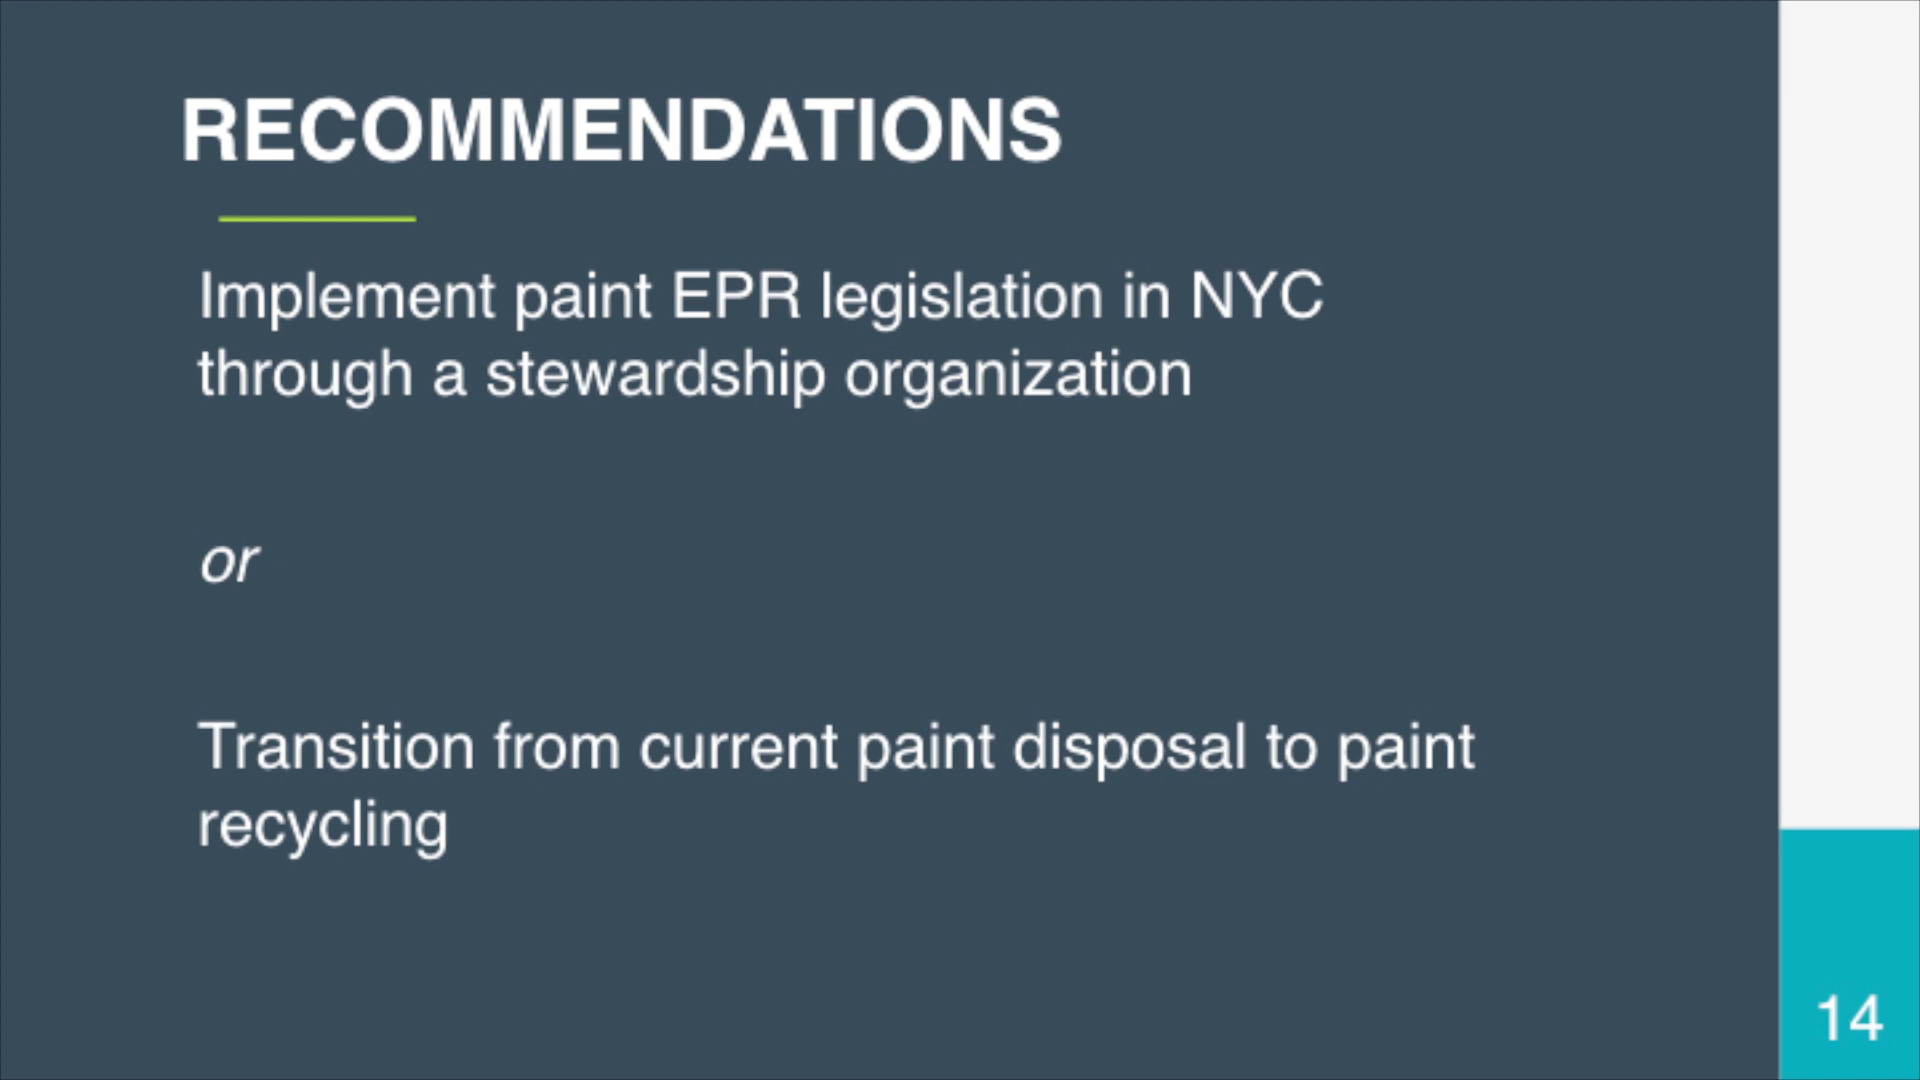 RECOMMENDATIONS
Implement paint EPR legislation in NYC
through a stewardship organization
or
Transition from current paint disposal to paint
recycling
14